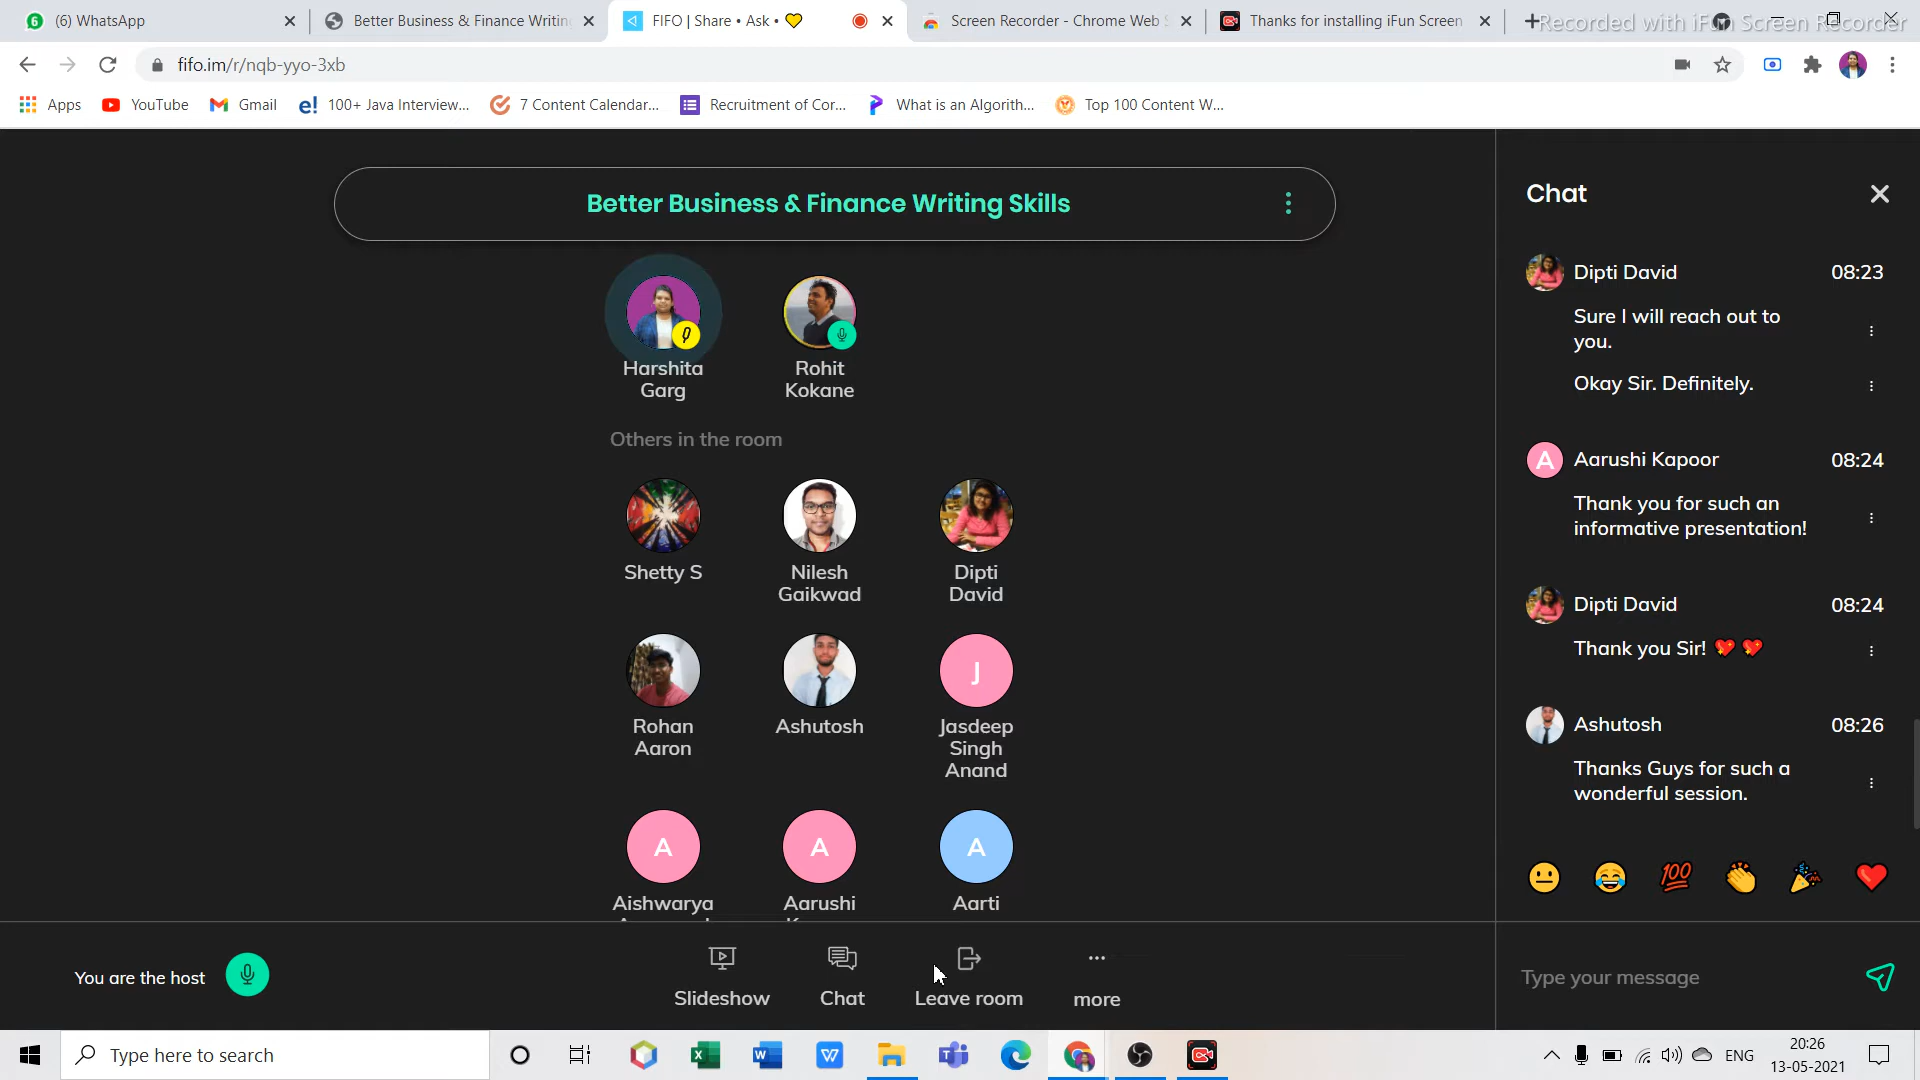 6
(6) WhatsApp
Better Business & Finance Writing
FIFO | Share • Ask • 💛
Screen Recorder - Chrome Web S
Thanks for installing iFun Screen
Recorded with iFun Screen Recorder
fifo.im/r/nqb-yyo-3xb
Apps
YouTube
Gmail
100+ Java Interview...
7 Content Calendar...
Recruitment of Cor...
What is an Algorith...
Top 100 Content W...
Better Business & Finance Writing Skills
Harshita
Garg
Rohit
Kokane
Others in the room
Shetty S
Nilesh
Gaikwad
Dipti
David
Rohan
Aaron
Ashutosh
J
Jasdeep
Singh
Anand
A
Aishwarya
A
Aarushi
A
Aarti
Chat
Dipti David 08:23
Sure I will reach out to
you.
Okay Sir. Definitely.
A
Aarushi Kapoor 08:24
Thank you for such an
informative presentation!
Dipti David 08:24
Thank you Sir! 💖 💖
Ashutosh 08:26
Thanks Guys for such a
wonderful session.
😐 😂 💯 👏 🎉 ❤️
You are the host
Slideshow
Chat
Leave room
more
Type your message
Type here to search
ENG
20:26
13-05-2021